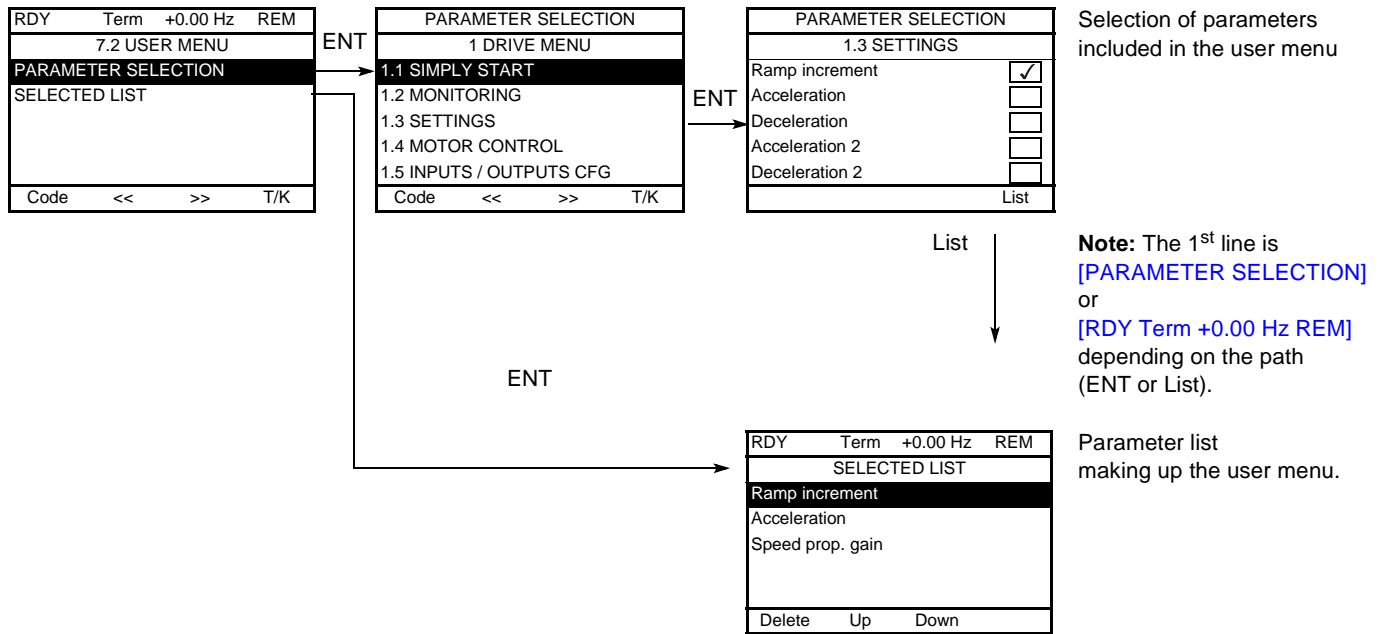 RDY Term +0.00 Hz REM
7.2 USER MENU
PARAMETER SELECTION
SELECTED LIST
Code << >> T/K
ENT
PARAMETER SELECTION
1 DRIVE MENU
1.1 SIMPLY START
1.2 MONITORING
1.3 SETTINGS
1.4 MOTOR CONTROL
1.5 INPUTS / OUTPUTS CFG
Code << >> T/K
ENT
PARAMETER SELECTION
1.3 SETTINGS
Ramp increment ✓
Acceleration
Deceleration
Acceleration 2
Deceleration 2
List
Selection of parameters
included in the user menu
List
Note: The 1st line is
[PARAMETER SELECTION]
or
[RDY Term +0.00 Hz REM]
depending on the path
(ENT or List).
ENT
RDY Term +0.00 Hz REM
SELECTED LIST
Ramp increment
Acceleration
Speed prop. gain
Delete Up Down
Parameter list
making up the user menu.